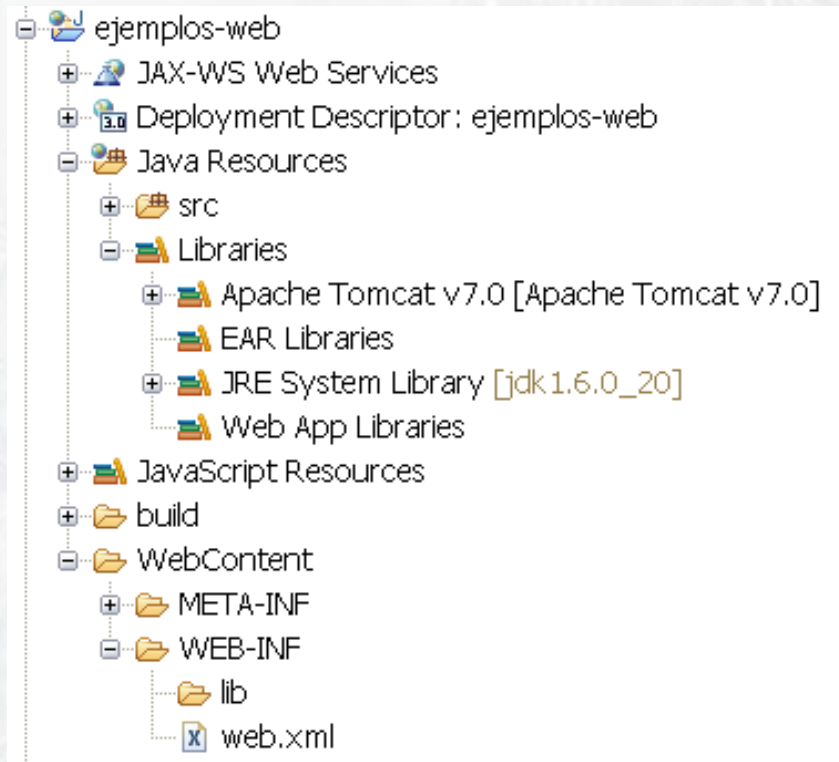 ejemplos-web
JAX-WS Web Services
3.0 Deployment Descriptor: ejemplos-web
Java Resources
src
Libraries
Apache Tomcat v7.0 [Apache Tomcat v7.0]
EAR Libraries
JRE System Library [jdk1.6.0_20]
Web App Libraries
JavaScript Resources
build
WebContent
META-INF
WEB-INF
lib
X web.xml